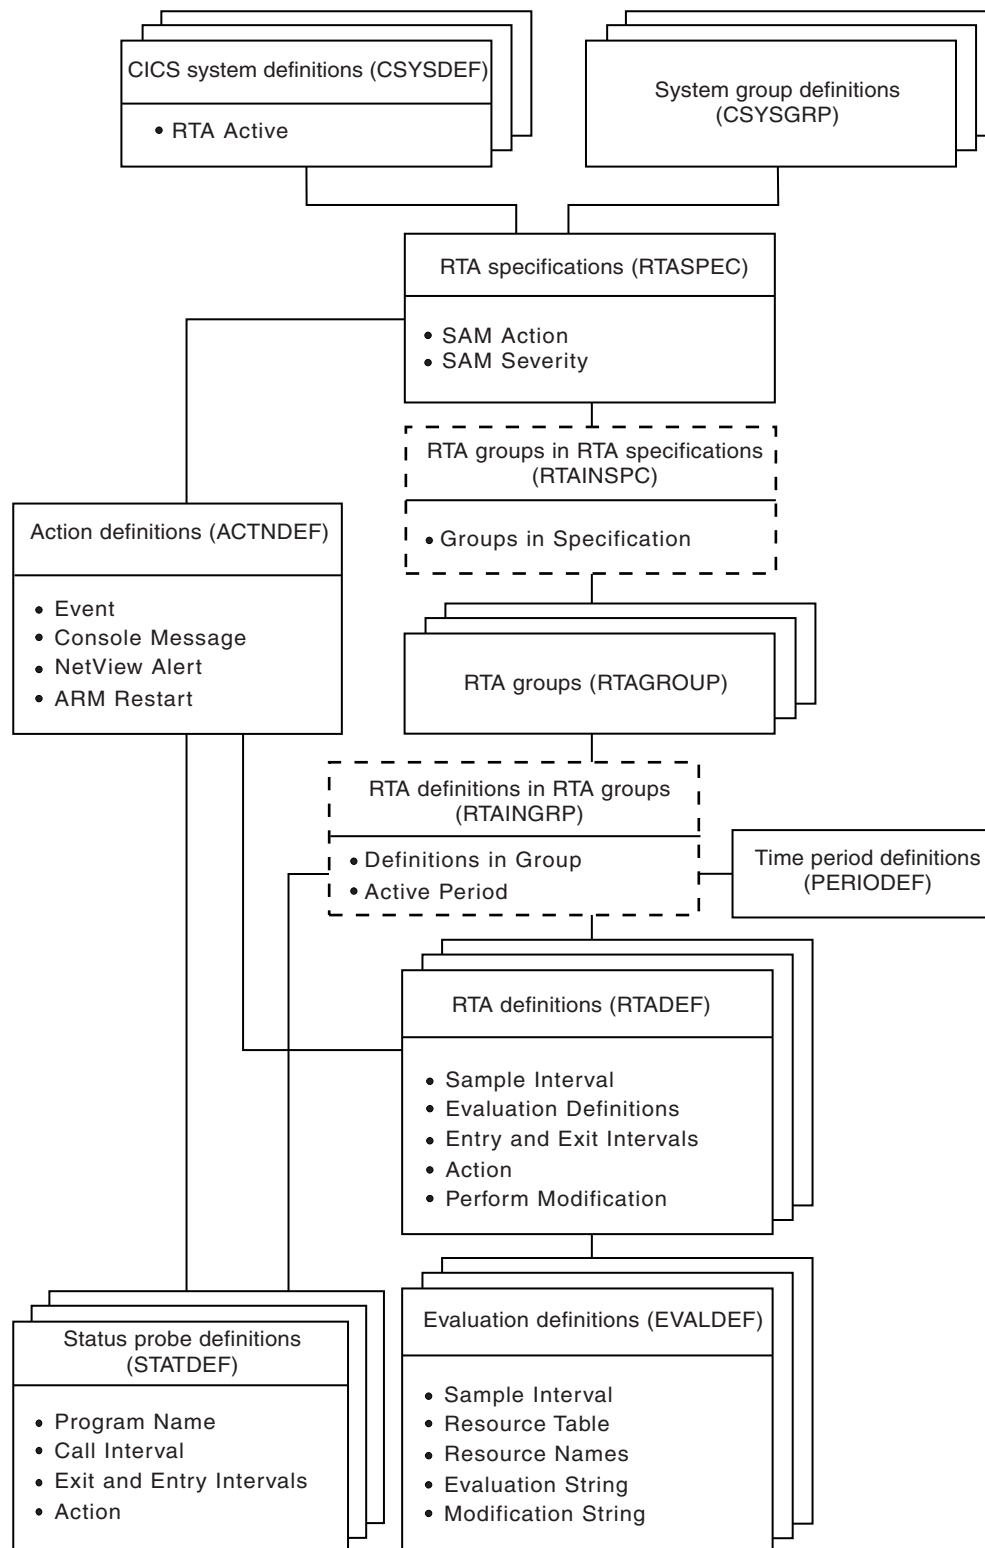 CICS system definitions (CSYSDEF)
• RTA Active
System group definitions
(CSYSGRP)
RTA specifications (RTASPEC)
• SAM Action
• SAM Severity
RTA groups in RTA specifications
(RTAINSPC)
• Groups in Specification
Action definitions (ACTNDEF)
• Event
• Console Message
• NetView Alert
• ARM Restart
RTA groups (RTAGROUP)
RTA definitions in RTA groups
(RTAINGRP)
• Definitions in Group
• Active Period
Time period definitions
(PERIODEF)
RTA definitions (RTADEF)
• Sample Interval
• Evaluation Definitions
• Entry and Exit Intervals
• Action
• Perform Modification
Status probe definitions
(STATDEF)
• Program Name
• Call Interval
• Exit and Entry Intervals
• Action
Evaluation definitions (EVALDEF)
• Sample Interval
• Resource Table
• Resource Names
• Evaluation String
• Modification String